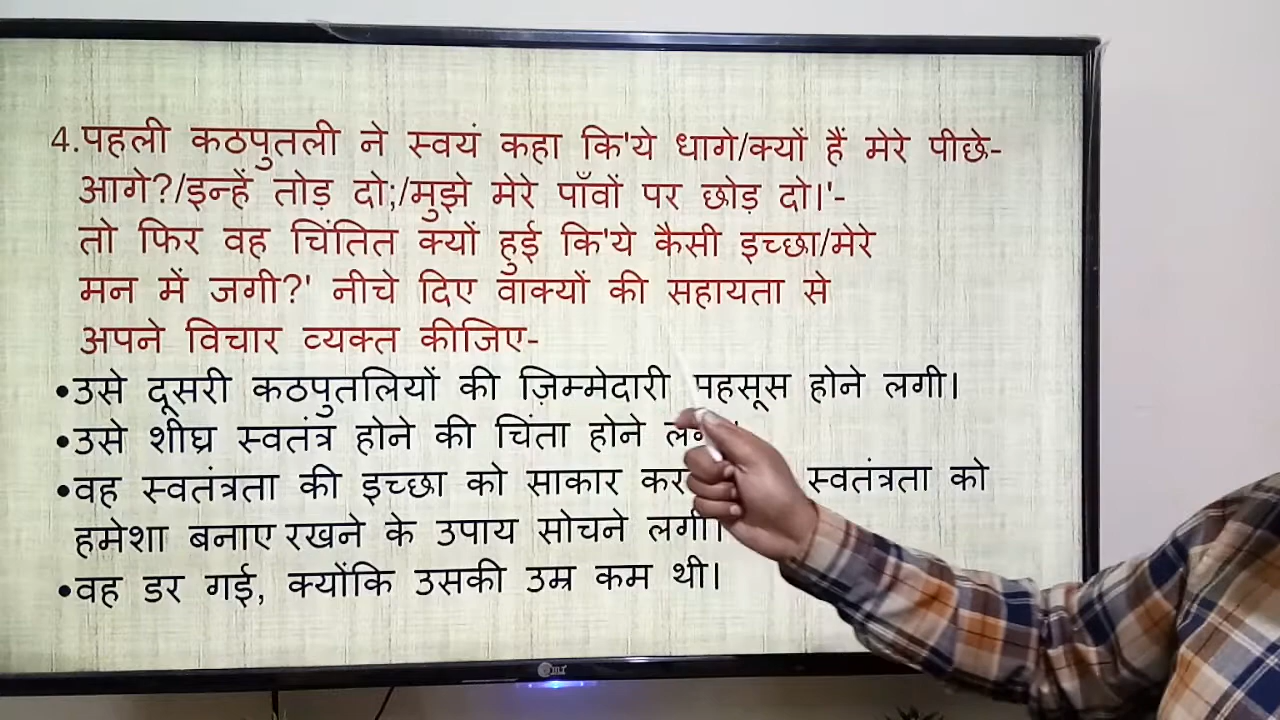 4.पहली कठपुतली ने स्वयं कहा कि'ये धागे/क्यों हैं मेरे पीछे-
आगे?/इन्हें तोड़ दो;/मुझे मेरे पाँवों पर छोड़ दो।'-
तो फिर वह चिंतित क्यों हुई कि'ये कैसी इच्छा/मेरे
मन में जगी?' नीचे दिए वाक्यों की सहायता से
अपने विचार व्यक्त कीजिए-
•उसे दूसरी कठपुतलियों की ज़िम्मेदारी महसूस होने लगी।
•उसे शीघ्र स्वतंत्र होने की चिंता होने
•वह स्वतंत्रता की इच्छा को साकार स्वतंत्रता को
हमेशा बनाए रखने के उपाय सोचने लगी।
•वह डर गई, क्योंकि उसकी उम्र कम थी।